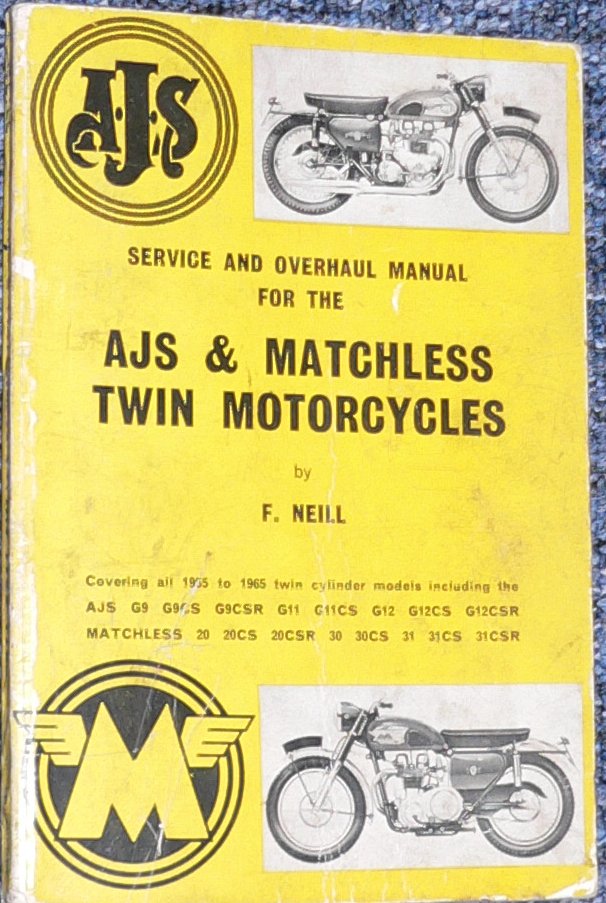 AJS
SERVICE AND OVERHAUL MANUAL
FOR THE
AJS & MATCHLESS
TWIN MOTORCYCLES
by
F. NEILL
Covering all 1955 to 1965 twin cylinder models including the
AJS G9 G9CS G9CSR G11 G11CS G12 G12CS G12CSR
MATCHLESS 20 20CS 20CSR 30 30CS 31 31CS 31CSR
M